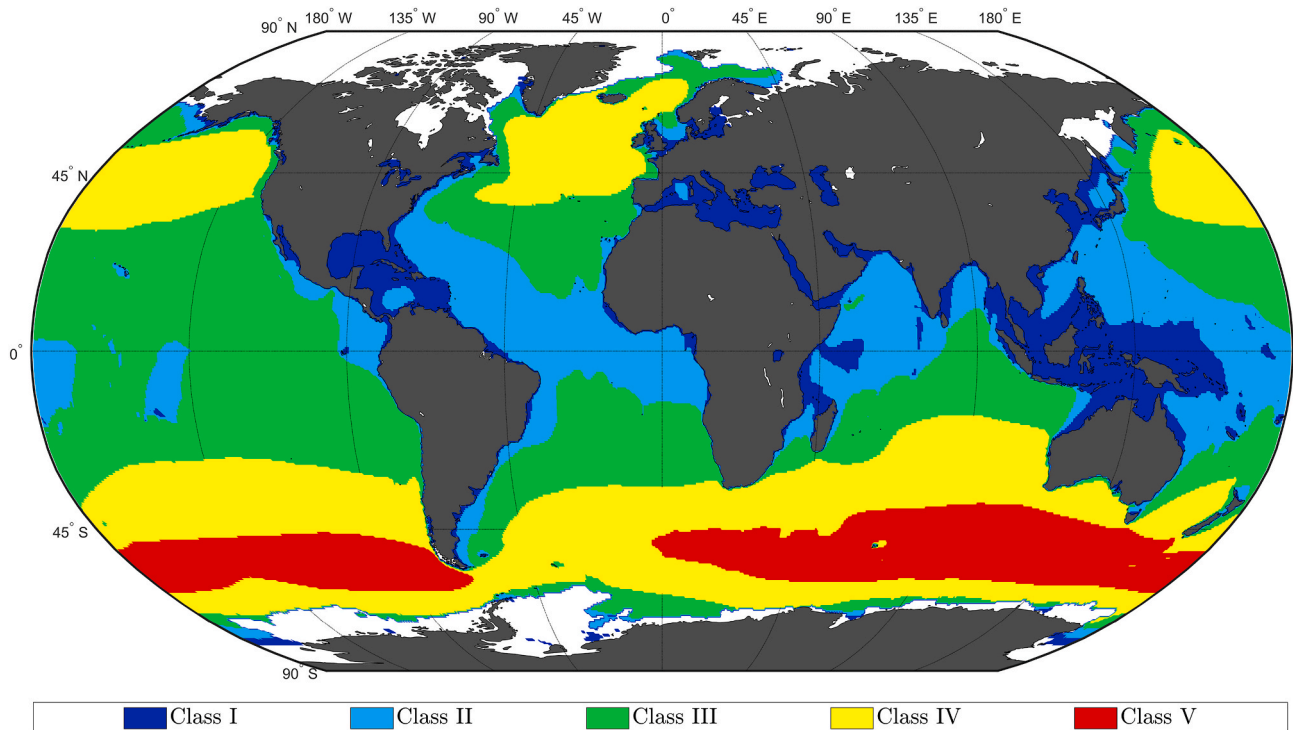 180° W 135° W 90° W 45° W 0° 45° E 90° E 135° E 180° E
90° N
45° N
0°
45° S
90° S
Class I Class II Class III Class IV Class V